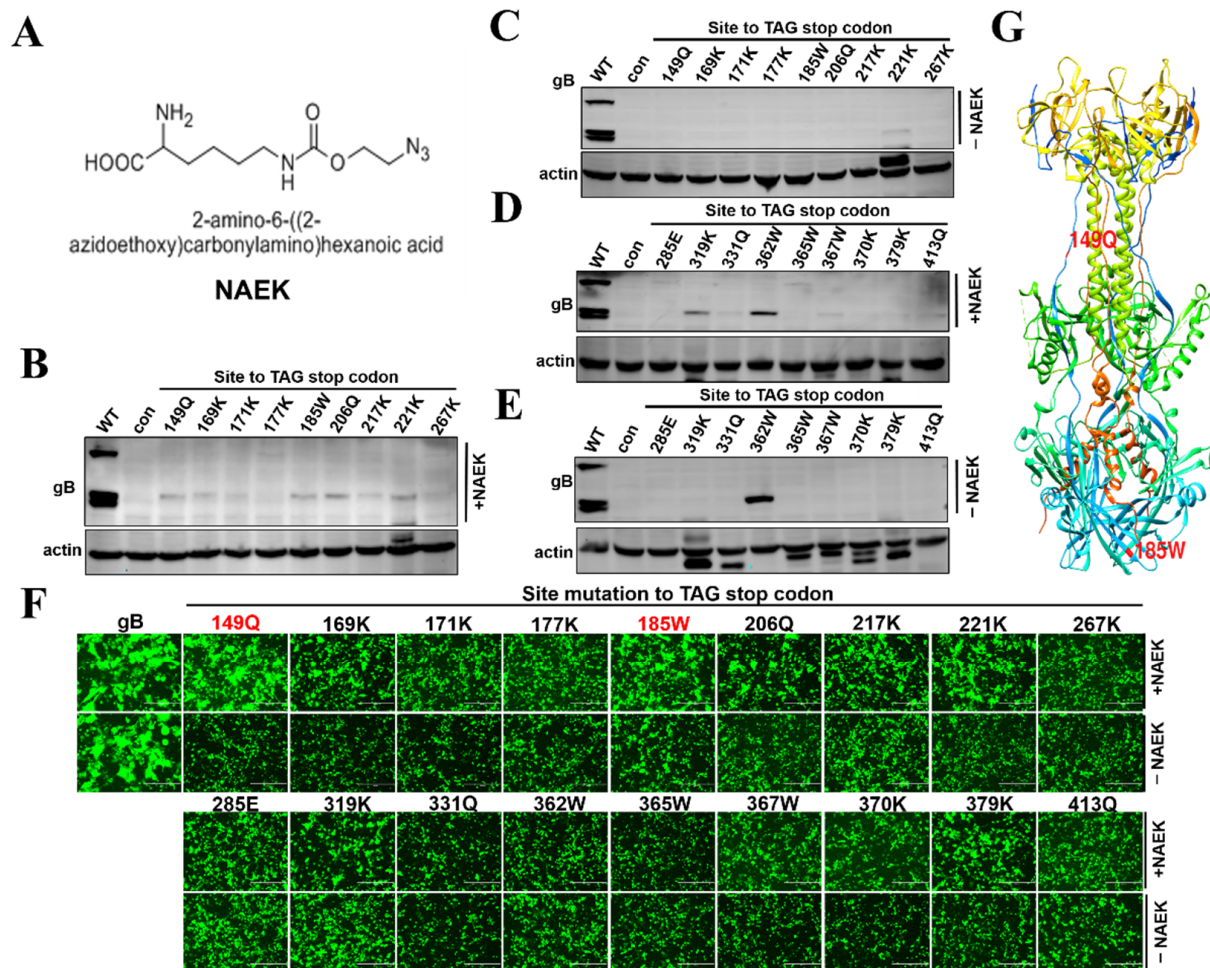 A
NH₂
O
N₃
HOOC
N
H
O
2-amino-6-((2-
azidoethoxy)carbonylamino)hexanoic acid
NAEK
B
Site to TAG stop codon
WT con 149Q 169K 171K 177K 185W 206Q 217K 221K 267K
gB
+NAEK
actin
C
Site to TAG stop codon
gB WT con 149Q 169K 171K 177K 185W 206Q 217K 221K 267K
– NAEK
actin
D
Site to TAG stop codon
WT con 285E 319K 331Q 362W 365W 367W 370K 379K 413Q
gB
+NAEK
actin
E
Site to TAG stop codon
WT con 285E 319K 331Q 362W 365W 367W 370K 379K 413Q
gB
– NAEK
actin
F
Site mutation to TAG stop codon
gB 149Q 169K 171K 177K 185W 206Q 217K 221K 267K
+NAEK
– NAEK
285E 319K 331Q 362W 365W 367W 370K 379K 413Q
+NAEK
– NAEK
G
149Q
185W